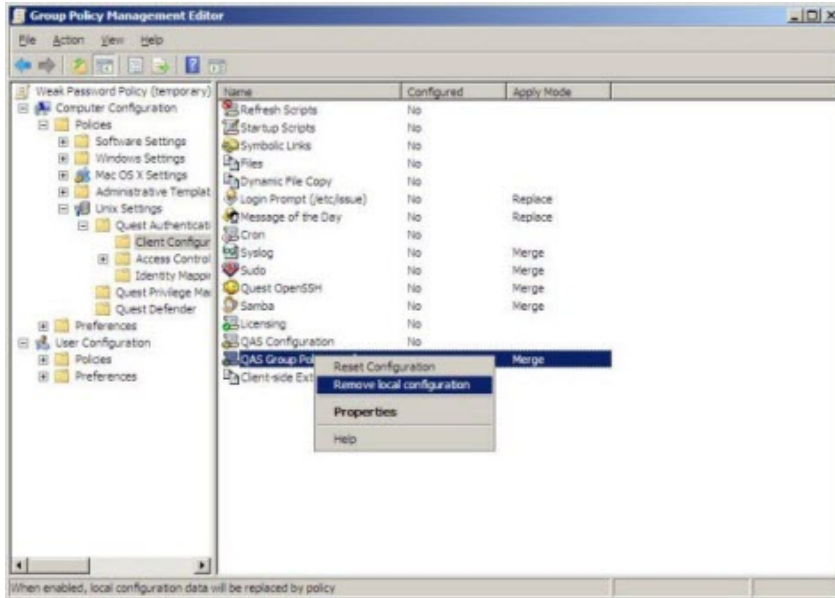 Group Policy Management Editor
File Action View Help
Weak Password Policy (temporary)
Computer Configuration
Policies
Software Settings
Windows Settings
Mac OS X Settings
Administrative Templat
Unix Settings
Quest Authenticati
Client Configur
Access Control
Identity Mappi
Quest Privilege Ma
Quest Defender
Preferences
User Configuration
Policies
Preferences
Name Configured Apply Mode
Refresh Scripts No
Startup Scripts No
Symbolic Links No
Files No
Dynamic File Copy No
Login Prompt (/etc/issue) No Replace
Message of the Day No Replace
Cron No
Syslog No Merge
Sudo No Merge
Quest OpenSSH No Merge
Samba No Merge
Licensing No
QAS Configuration No
QAS Group Pol Merge
Client-side Ext
Reset Configuration
Remove local configuration
Properties
Help
When enabled, local configuration data will be replaced by policy